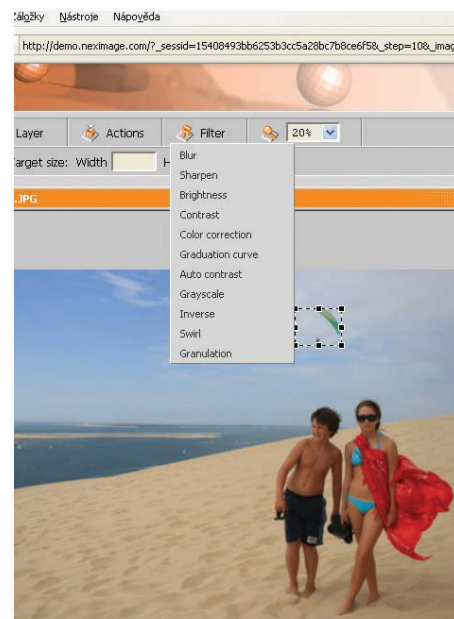 Záložky Nástroje Nápověda
http://demo.neximage.com/?_sessid=15408493bb6253b3cc5a28bc7b8ce6f5&_step=10&_imag
Layer Actions Filter 20%
Target size: Width H
.JPG
Blur
Sharpen
Brightness
Contrast
Color correction
Graduation curve
Auto contrast
Grayscale
Inverse
Swirl
Granulation